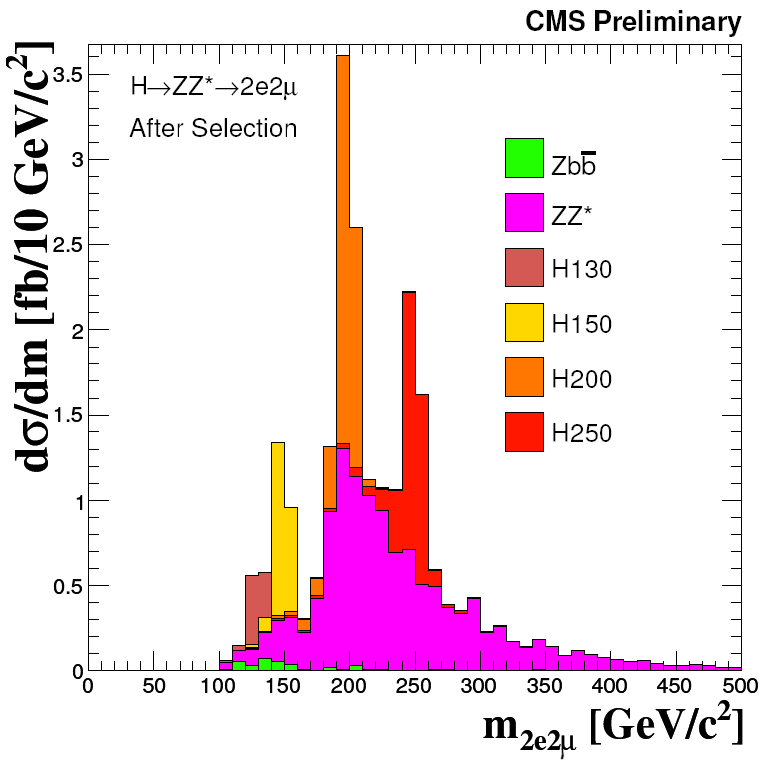 CMS Preliminary
dσ/dm [fb/10 GeV/c²]
H→ZZ*→2e2μ
After Selection
Zbb̅
ZZ*
H130
H150
H200
H250
3.5
3
2.5
2
1.5
1
0.5
0
0 50 100 150 200 250 300 350 400 450 500
m2e2μ [GeV/c²]